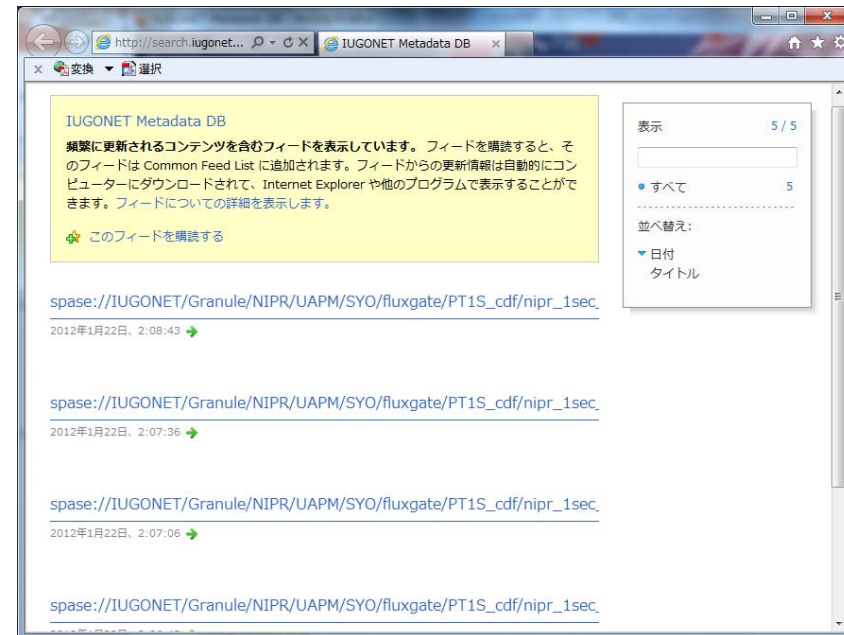 http://search.iugonet...
IUGONET Metadata DB
x 変換 ▼ 選択
IUGONET Metadata DB
頻繁に更新されるコンテンツを含むフィードを表示しています。 フィードを購読すると、そ
のフィードは Common Feed List に追加されます。フィードからの更新情報は自動的にコン
ピューターにダウンロードされて、Internet Explorer や他のプログラムで表示することがで
きます。フィードについての詳細を表示します。
このフィードを購読する
表示 5 / 5
すべて 5
並べ替え:
日付
タイトル
spase://IUGONET/Granule/NIPR/UAPM/SYO/fluxgate/PT1S_cdf/nipr_1sec_
2012年1月22日、2:08:43
spase://IUGONET/Granule/NIPR/UAPM/SYO/fluxgate/PT1S_cdf/nipr_1sec_
2012年1月22日、2:07:36
spase://IUGONET/Granule/NIPR/UAPM/SYO/fluxgate/PT1S_cdf/nipr_1sec_
2012年1月22日、2:07:06
spase://IUGONET/Granule/NIPR/UAPM/SYO/fluxgate/PT1S_cdf/nipr_1sec_